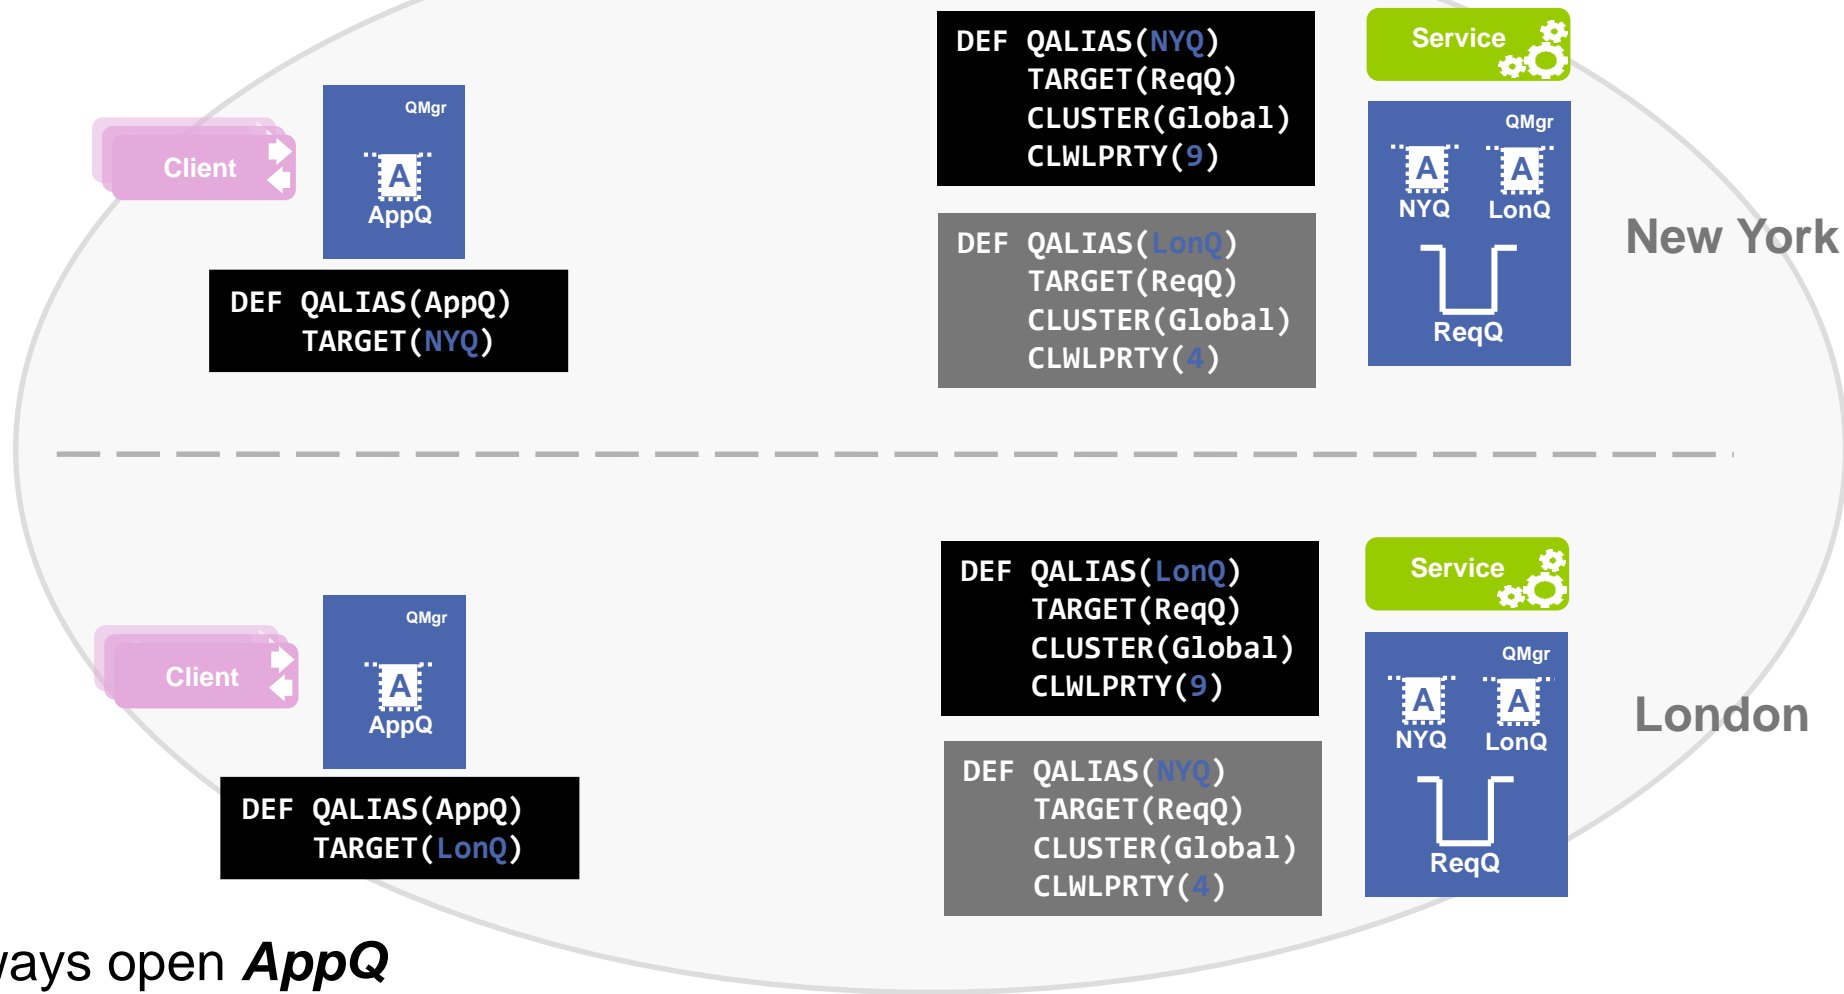 DEF QALIAS(NYQ)
TARGET(ReqQ)
CLUSTER(Global)
CLWLPRTY(9)
Service
QMgr
Client
A
AppQ
QMgr
A
A
NYQ
LonQ
ReqQ
New York
DEF QALIAS(LonQ)
TARGET(ReqQ)
CLUSTER(Global)
CLWLPRTY(4)
DEF QALIAS(AppQ)
TARGET(NYQ)
DEF QALIAS(LonQ)
TARGET(ReqQ)
CLUSTER(Global)
CLWLPRTY(9)
Service
QMgr
Client
A
AppQ
QMgr
A
A
NYQ
LonQ
ReqQ
London
DEF QALIAS(NYQ)
TARGET(ReqQ)
CLUSTER(Global)
CLWLPRTY(4)
DEF QALIAS(AppQ)
TARGET(LonQ)
ways open AppQ